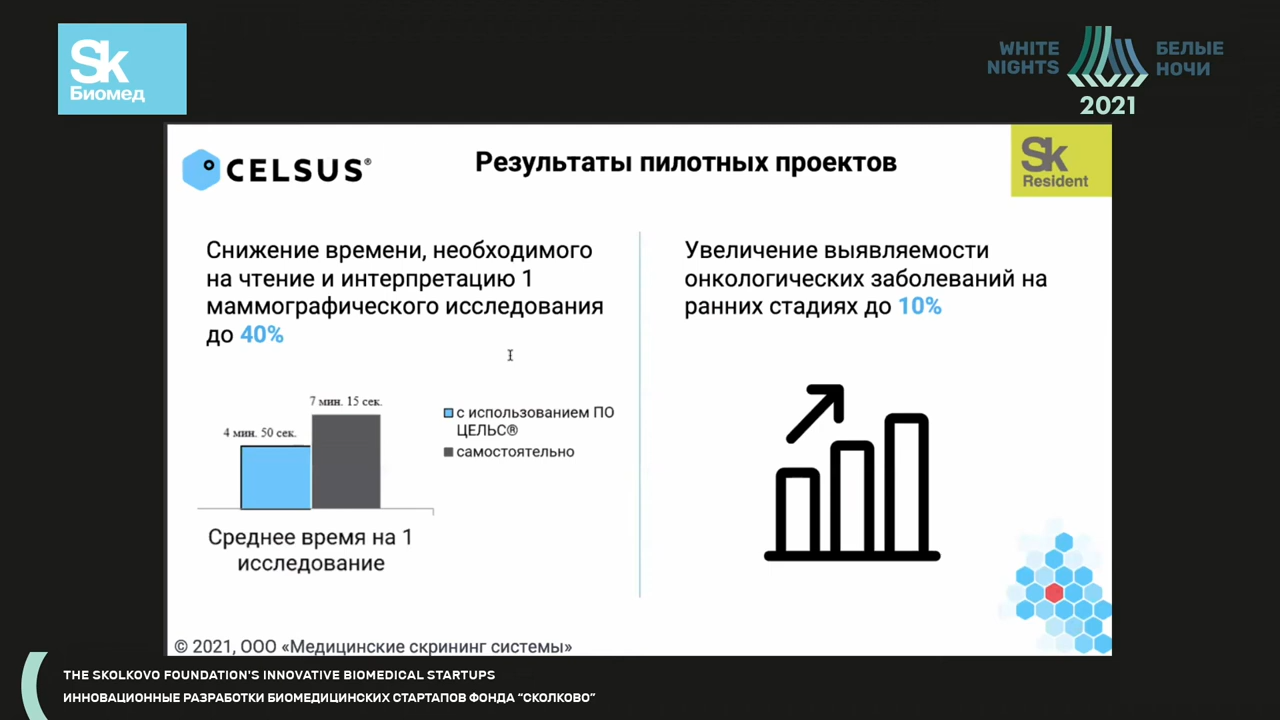 Sk
Биомед
WHITE
NIGHTS
БЕЛЫЕ
НОЧИ
2021
CELSUS®
Результаты пилотных проектов
Sk
Resident
Снижение времени, необходимого
на чтение и интерпретацию 1
маммографического исследования
до 40%
Увеличение выявляемости
онкологических заболеваний на
ранних стадиях до 10%
7 мин. 15 сек.
4 мин. 50 сек.
с использованием ПО
ЦЕЛЬС®
самостоятельно
Среднее время на 1
исследование
© 2021, ООО «Медицинские скрининг системы»
THE SKOLKOVO FOUNDATION'S INNOVATIVE BIOMEDICAL STARTUPS
ИННОВАЦИОННЫЕ РАЗРАБОТКИ БИОМЕДИЦИНСКИХ СТАРТАПОВ ФОНДА "СКОЛКОВО"